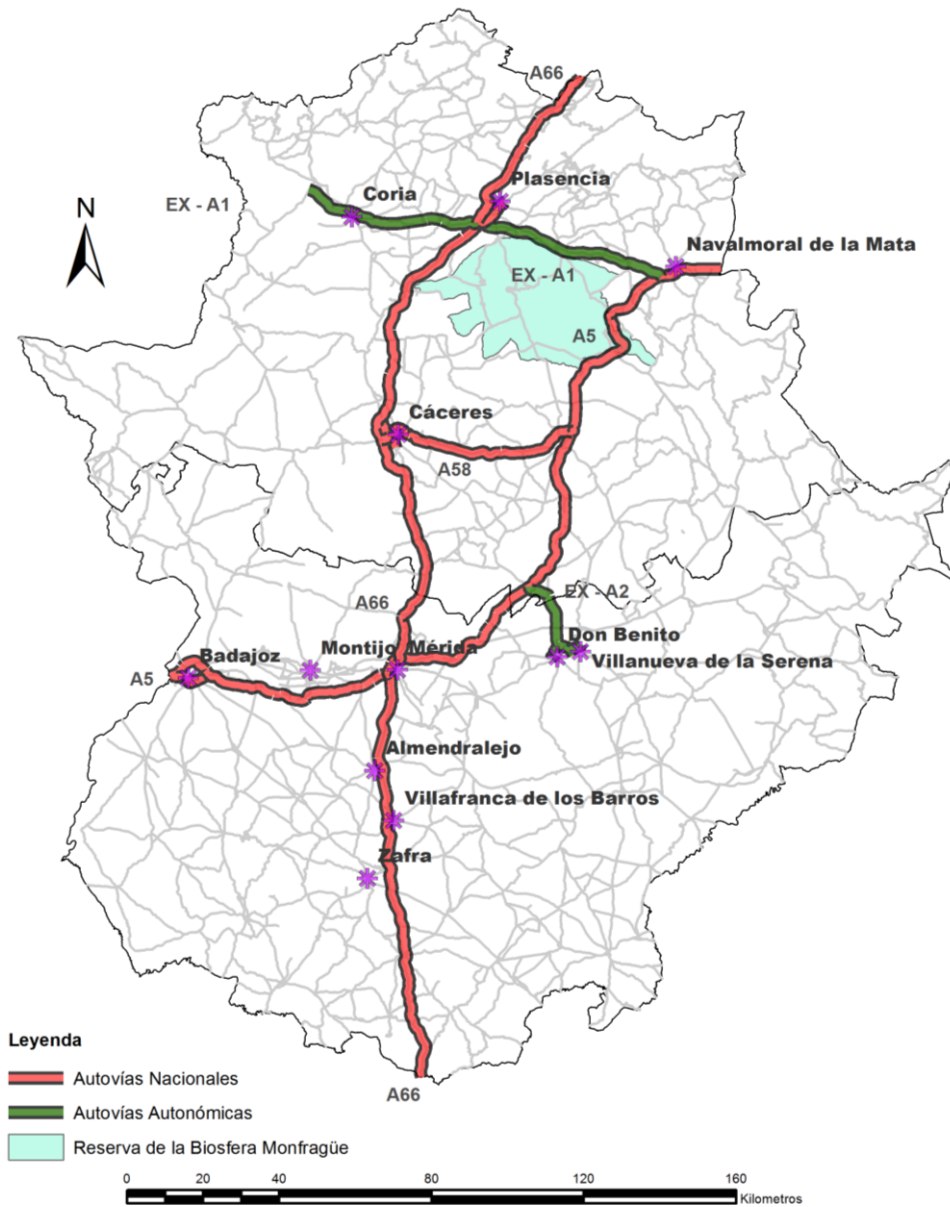 A66
Plasencia
Coria
EX - A1
N
Navalmoral de la Mata
EX - A1
A5
Cáceres
A58
A66
EX - A2
Don Benito
Montijo
Mérida
Badajoz
Villanueva de la Serena
A5
Almendralejo
Villafranca de los Barros
Zafra
Leyenda
Autovías Nacionales
A66
Autovías Autonómicas
Reserva de la Biosfera Monfragüe
0 20 40 80 120 160
Kilometros